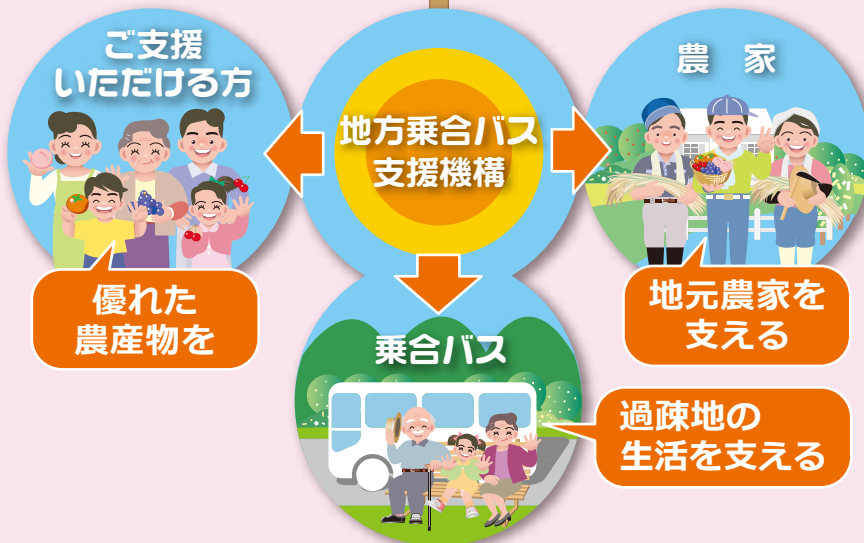 ご支援
いただける方
地方乗合バス
支援機構
農　家
優れた
農産物を
地元農家を
支える
乗合バス
過疎地の
生活を支える